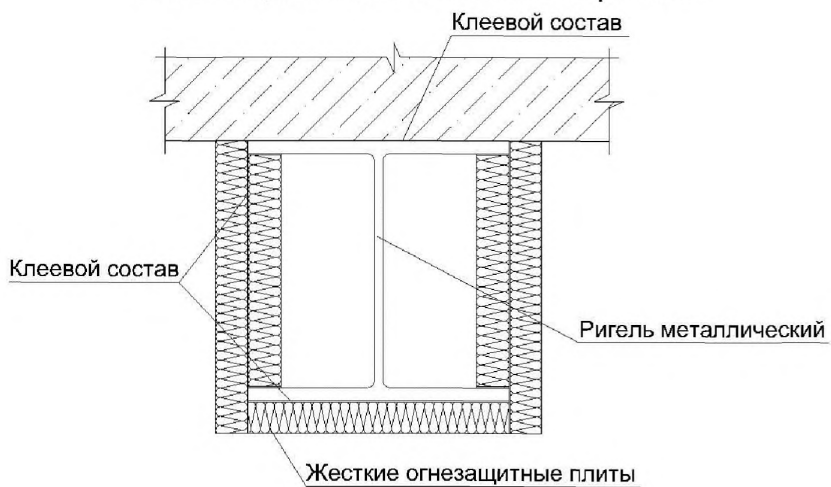 Клеевой состав
Клеевой состав
Ригель металлический
Жесткие огнезащитные плиты